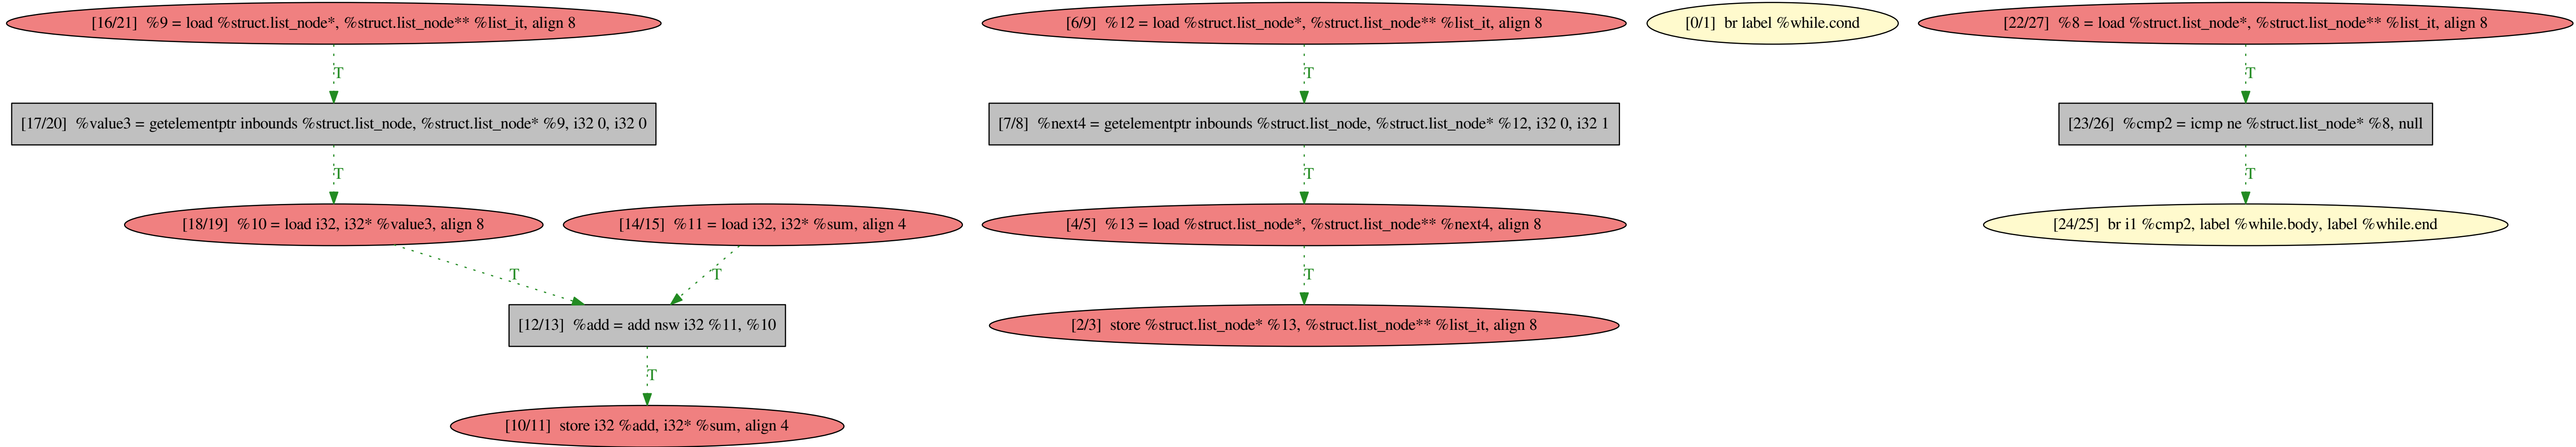 [16/21] %9 = load %struct.list_node*, %struct.list_node** %list_it, align 8
[6/9] %12 = load %struct.list_node*, %struct.list_node** %list_it, align 8
[0/1] br label %while.cond
[22/27] %8 = load %struct.list_node*, %struct.list_node** %list_it, align 8
T
T
T
[17/20] %value3 = getelementptr inbounds %struct.list_node, %struct.list_node* %9, i32 0, i32 0
[7/8] %next4 = getelementptr inbounds %struct.list_node, %struct.list_node* %12, i32 0, i32 1
[23/26] %cmp2 = icmp ne %struct.list_node* %8, null
T
T
T
[18/19] %10 = load i32, i32* %value3, align 8
[14/15] %11 = load i32, i32* %sum, align 4
[4/5] %13 = load %struct.list_node*, %struct.list_node** %next4, align 8
[24/25] br i1 %cmp2, label %while.body, label %while.end
T
T
T
[12/13] %add = add nsw i32 %11, %10
[2/3] store %struct.list_node* %13, %struct.list_node** %list_it, align 8
T
[10/11] store i32 %add, i32* %sum, align 4